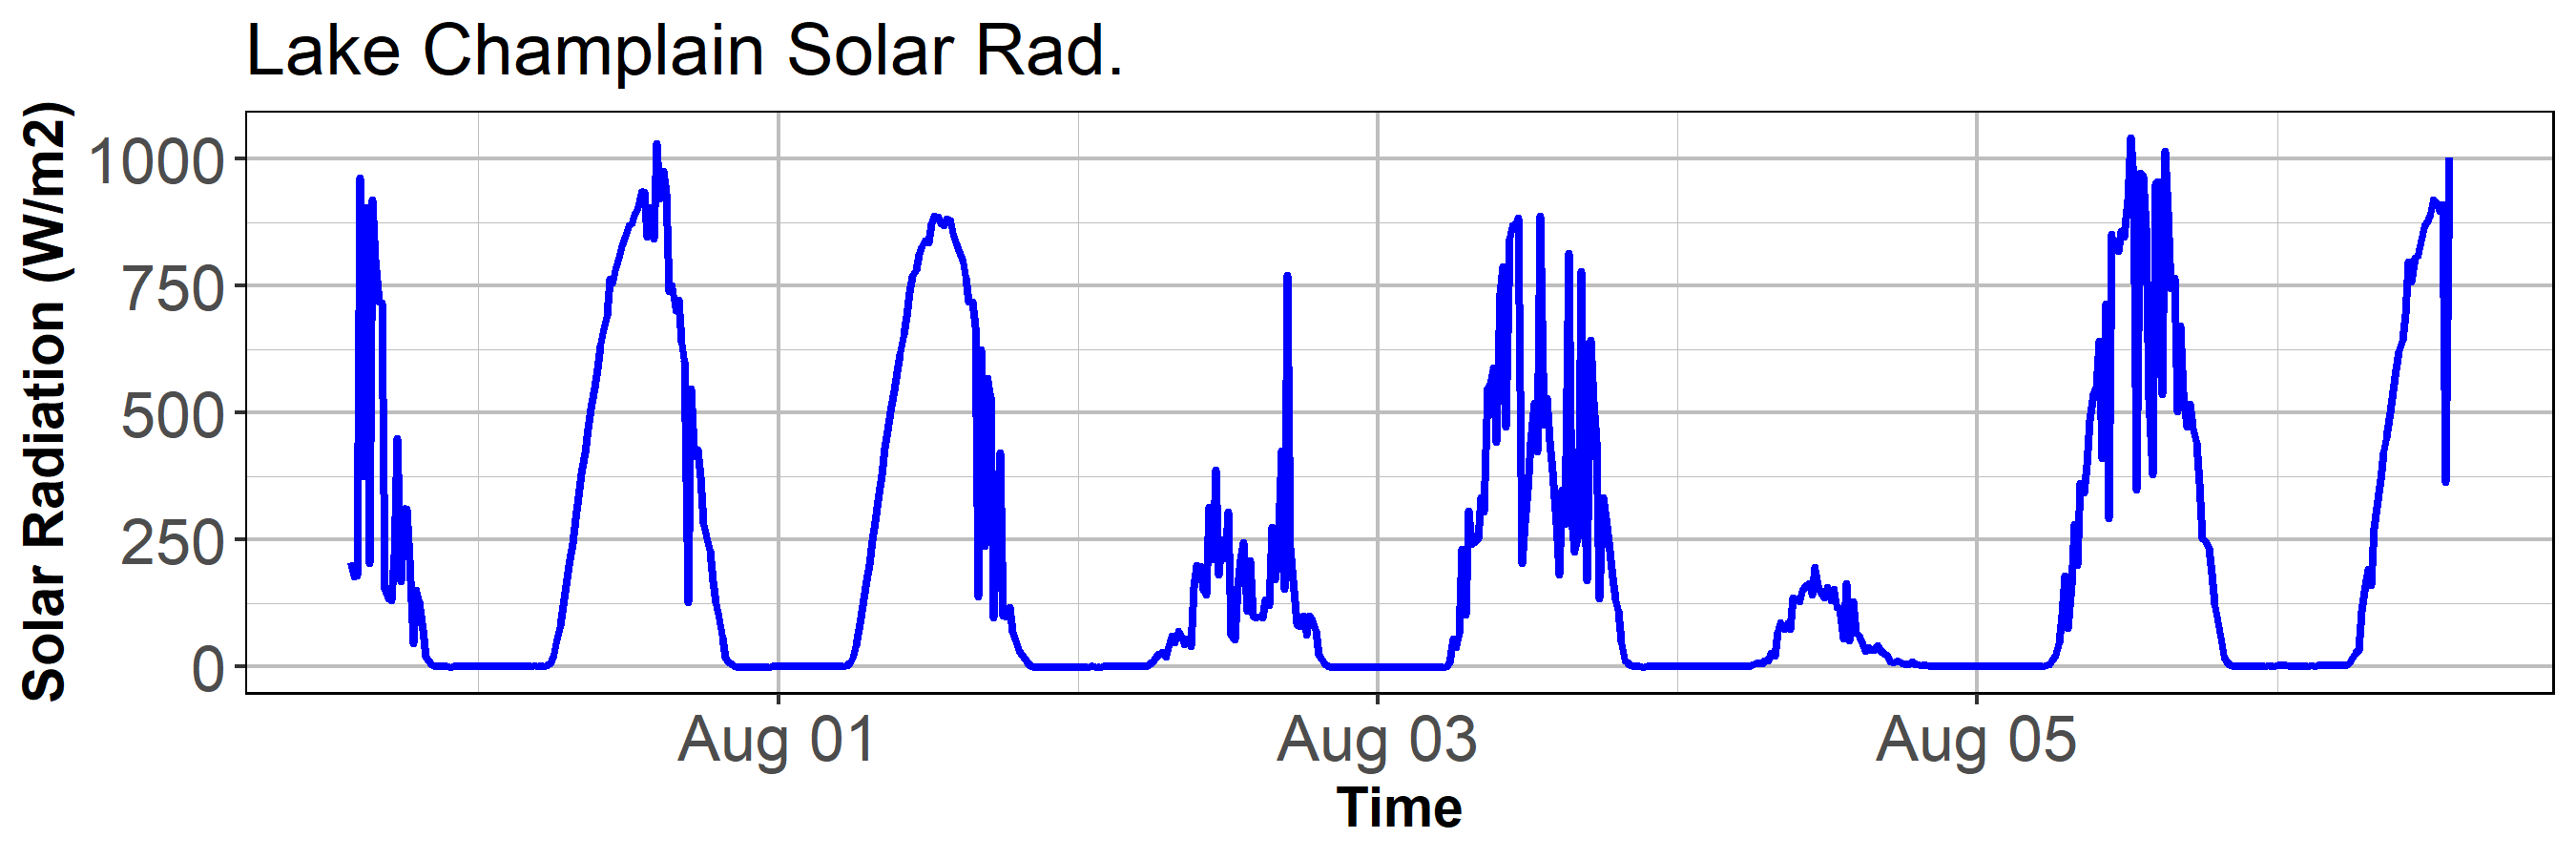 Lake Champlain Solar Rad.
Solar Radiation (W/m2)
1000
750
500
250
0
Aug 01
Aug 03
Aug 05
Time